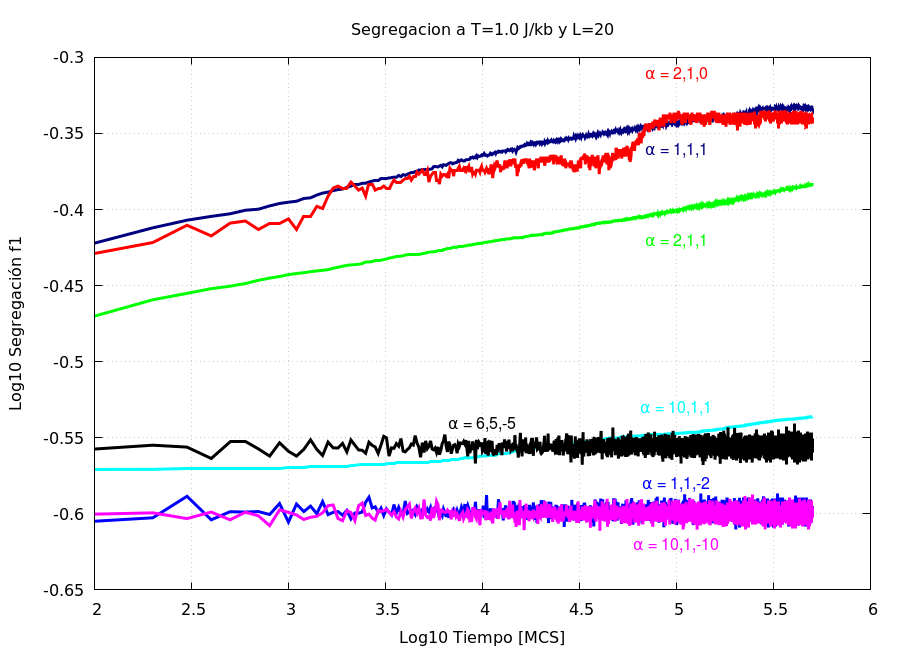 Segregacion a T=1.0 J/kb y L=20
-0.3
α = 2,1,0
-0.35
α = 1,1,1
-0.4
α = 2,1,1
-0.45
Log10 Segregación f1
-0.5
α = 10,1,1
α = 6,5,-5
-0.55
α = 1,1,-2
-0.6
α = 10,1,-10
-0.65
2 2.5 3 3.5 4 4.5 5 5.5 6
Log10 Tiempo [MCS]